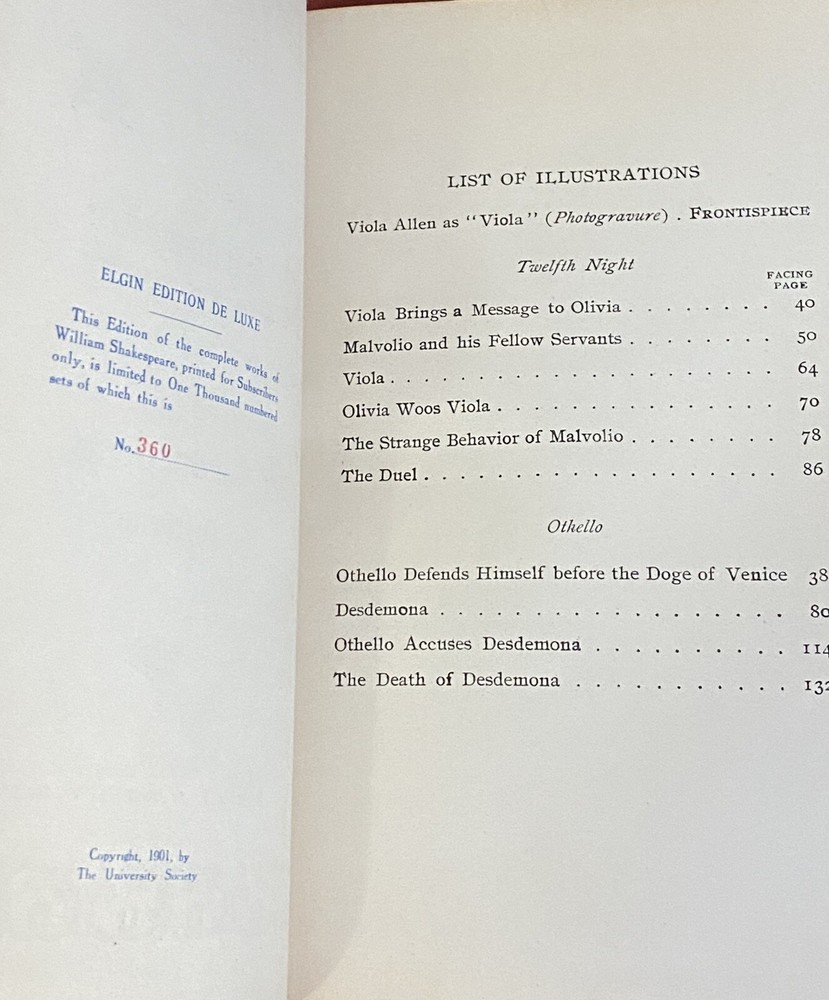 ELGIN EDITION DE LUXE
This Edition of the complete works of
William Shakespeare, printed for Subscribers
only, is limited to One Thousand numbered
sets of which this is
No. 360
Copyright, 1901, by
The University Society
LIST OF ILLUSTRATIONS
Viola Allen as "Viola" (Photogravure) . FRONTISPIECE
Twelfth Night
FACING
PAGE
Viola Brings a Message to Olivia . . . . . . . . 40
Malvolio and his Fellow Servants . . . . . . . . 50
Viola . . . . . . . . . . . . . . . . . . 64
Olivia Woos Viola . . . . . . . . . . . . . 70
The Strange Behavior of Malvolio . . . . . . . 78
The Duel . . . . . . . . . . . . . . . . . 86
Othello
Othello Defends Himself before the Doge of Venice 38
Desdemona . . . . . . . . . . . . . . . . . 80
Othello Accuses Desdemona . . . . . . . . . . 114
The Death of Desdemona . . . . . . . . . . . 132